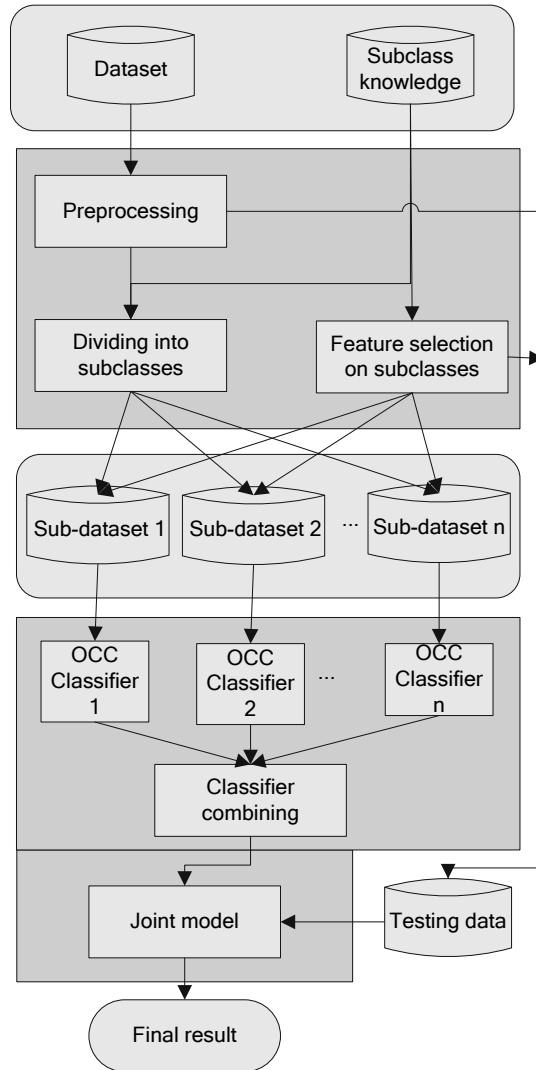 Dataset
Subclass
knowledge
Preprocessing
Dividing into
subclasses
Feature selection
on subclasses
Sub-dataset 1
Sub-dataset 2
...
Sub-dataset n
OCC
Classifier
1
OCC
Classifier
2
...
OCC
Classifier
n
Classifier
combining
Joint model
Testing data
Final result